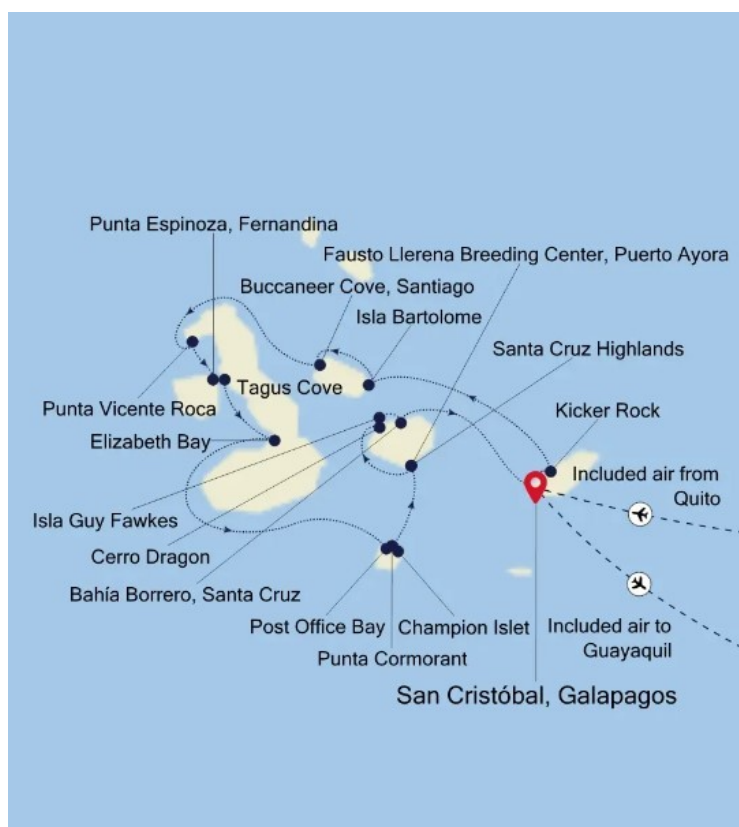 Punta Espinoza, Fernandina
Fausto Llerena Breeding Center, Puerto Ayora
Buccaneer Cove, Santiago
Isla Bartolome
Santa Cruz Highlands
Tagus Cove
Punta Vicente Roca
Kicker Rock
Elizabeth Bay
Included air from
Quito
Isla Guy Fawkes
Cerro Dragon
Bahía Borrero, Santa Cruz
Post Office Bay
Champion Islet
Included air to
Guayaquil
Punta Cormorant
San Cristóbal, Galapagos